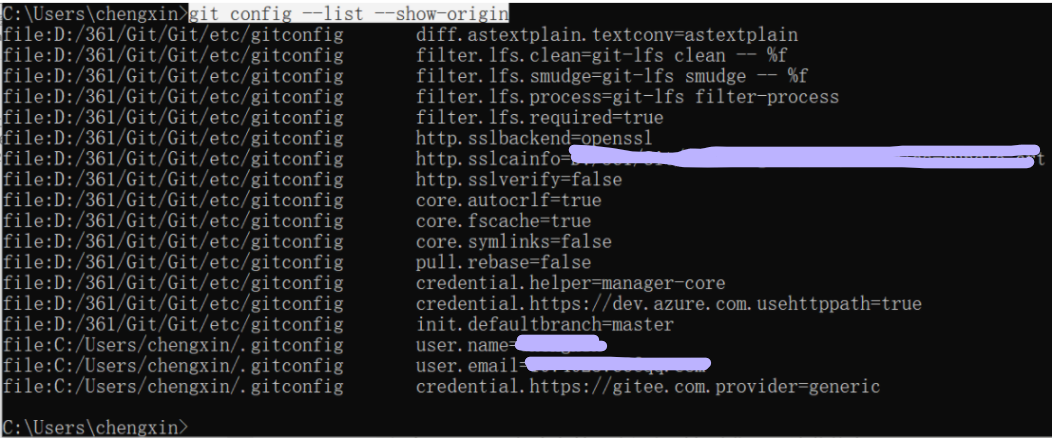 C:\Users\chengxin>git config --list --show-origin
file:D:/361/Git/Git/etc/gitconfig diff.astextplain.textconv=astextplain
file:D:/361/Git/Git/etc/gitconfig filter.lfs.clean=git-lfs clean -- %f
file:D:/361/Git/Git/etc/gitconfig filter.lfs.smudge=git-lfs smudge -- %f
file:D:/361/Git/Git/etc/gitconfig filter.lfs.process=git-lfs filter-process
file:D:/361/Git/Git/etc/gitconfig filter.lfs.required=true
file:D:/361/Git/Git/etc/gitconfig http.sslbackend=openssl
file:D:/361/Git/Git/etc/gitconfig http.sslcainfo=
file:D:/361/Git/Git/etc/gitconfig http.sslverify=false
file:D:/361/Git/Git/etc/gitconfig core.autocrlf=true
file:D:/361/Git/Git/etc/gitconfig core.fscache=true
file:D:/361/Git/Git/etc/gitconfig core.symlinks=false
file:D:/361/Git/Git/etc/gitconfig pull.rebase=false
file:D:/361/Git/Git/etc/gitconfig credential.helper=manager-core
file:D:/361/Git/Git/etc/gitconfig credential.https://dev.azure.com.usehttppath=true
file:D:/361/Git/Git/etc/gitconfig init.defaultbranch=master
file:C:/Users/chengxin/.gitconfig user.name=
file:C:/Users/chengxin/.gitconfig user.email=
file:C:/Users/chengxin/.gitconfig credential.https://gitee.com.provider=generic
C:\Users\chengxin>